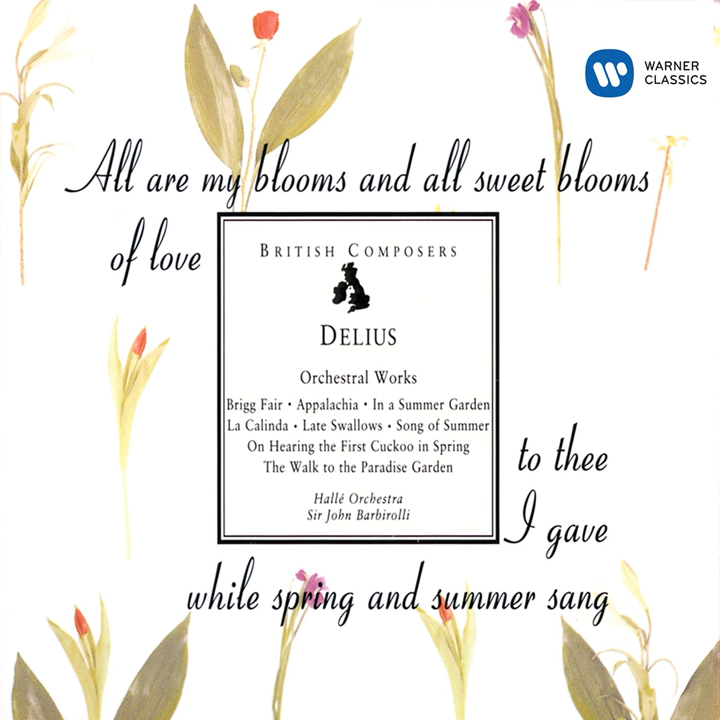 WARNER
CLASSICS
All are my blooms and all sweet blooms
of love
BRITISH COMPOSERS
DELIUS
Orchestral Works
Brigg Fair • Appalachia • In a Summer Garden
La Calinda • Late Swallows • Song of Summer
On Hearing the First Cuckoo in Spring
The Walk to the Paradise Garden
Hallé Orchestra
Sir John Barbirolli
to thee
I gave
while spring and summer sang